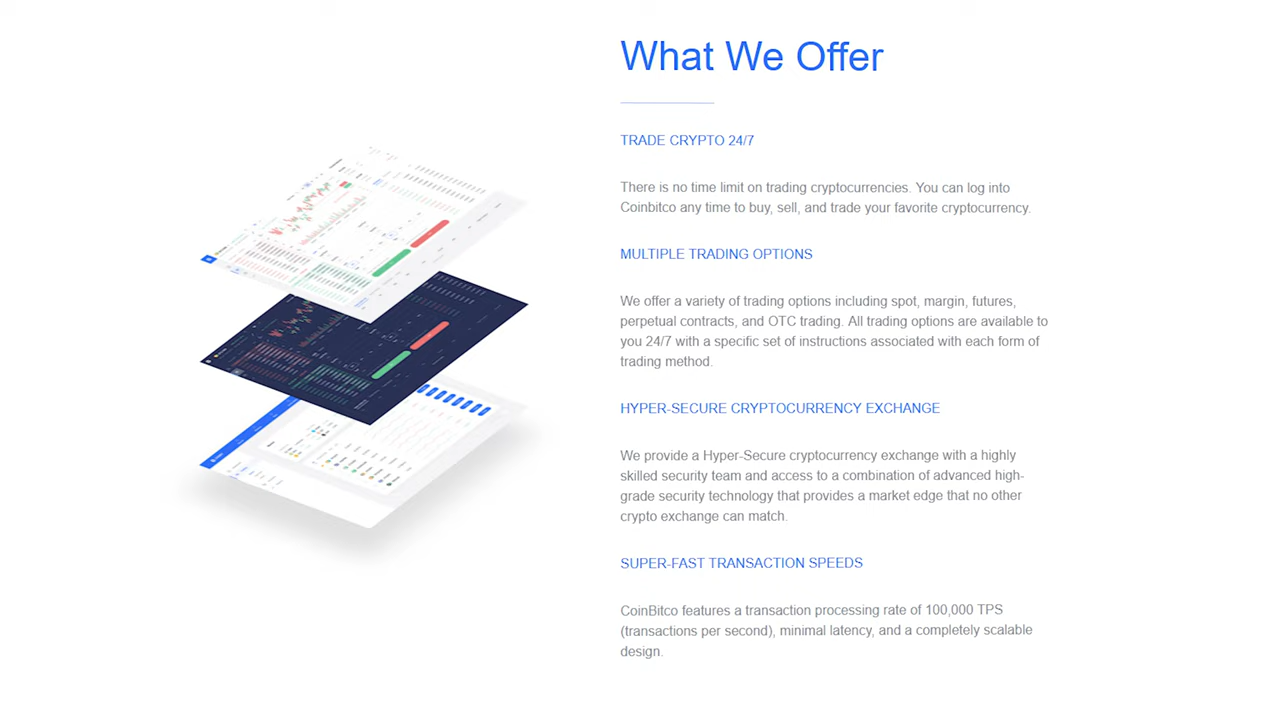 What We Offer
TRADE CRYPTO 24/7
There is no time limit on trading cryptocurrencies. You can log into
Coinbitco any time to buy, sell, and trade your favorite cryptocurrency.
MULTIPLE TRADING OPTIONS
We offer a variety of trading options including spot, margin, futures,
perpetual contracts, and OTC trading. All trading options are available to
you 24/7 with a specific set of instructions associated with each form of
trading method.
HYPER-SECURE CRYPTOCURRENCY EXCHANGE
We provide a Hyper-Secure cryptocurrency exchange with a highly
skilled security team and access to a combination of advanced high-
grade security technology that provides a market edge that no other
crypto exchange can match.
SUPER-FAST TRANSACTION SPEEDS
CoinBitco features a transaction processing rate of 100,000 TPS
(transactions per second), minimal latency, and a completely scalable
design.